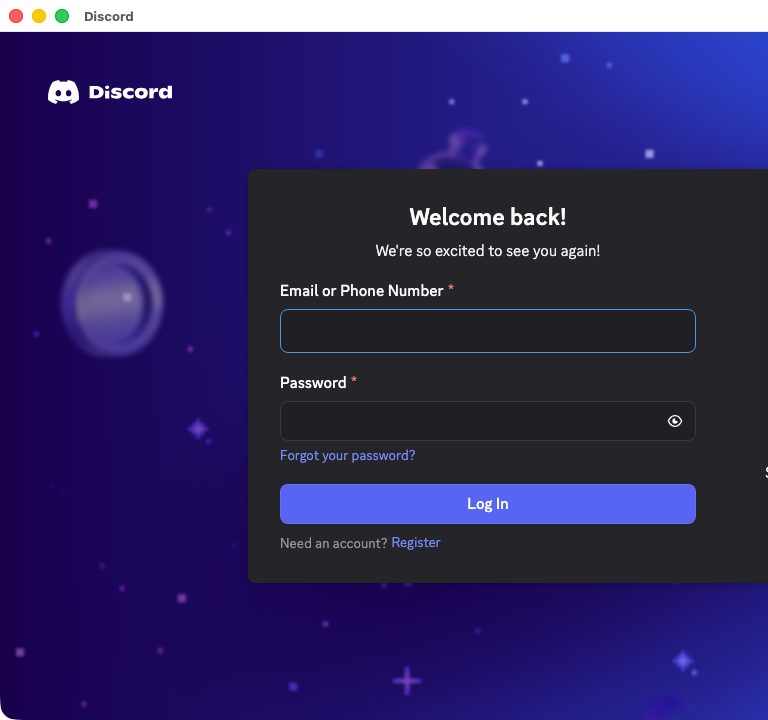 Discord
Discord
Welcome back!
We're so excited to see you again!
Email or Phone Number *
Password *
Forgot your password?
Log In
Need an account? Register